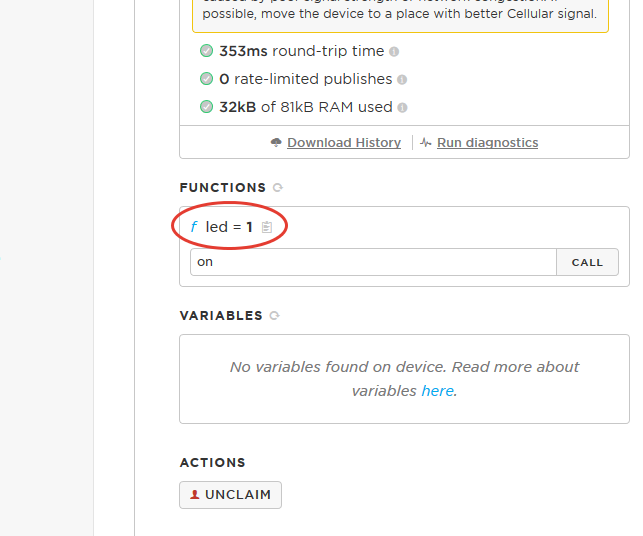 caused by poor signal strength or network congestion. If
possible, move the device to a place with better Cellular signal.
353ms round-trip time
0 rate-limited publishes
32kB of 81kB RAM used
Download History Run diagnostics
FUNCTIONS
f led = 1
on CALL
VARIABLES
No variables found on device. Read more about
variables here.
ACTIONS
UNCLAIM